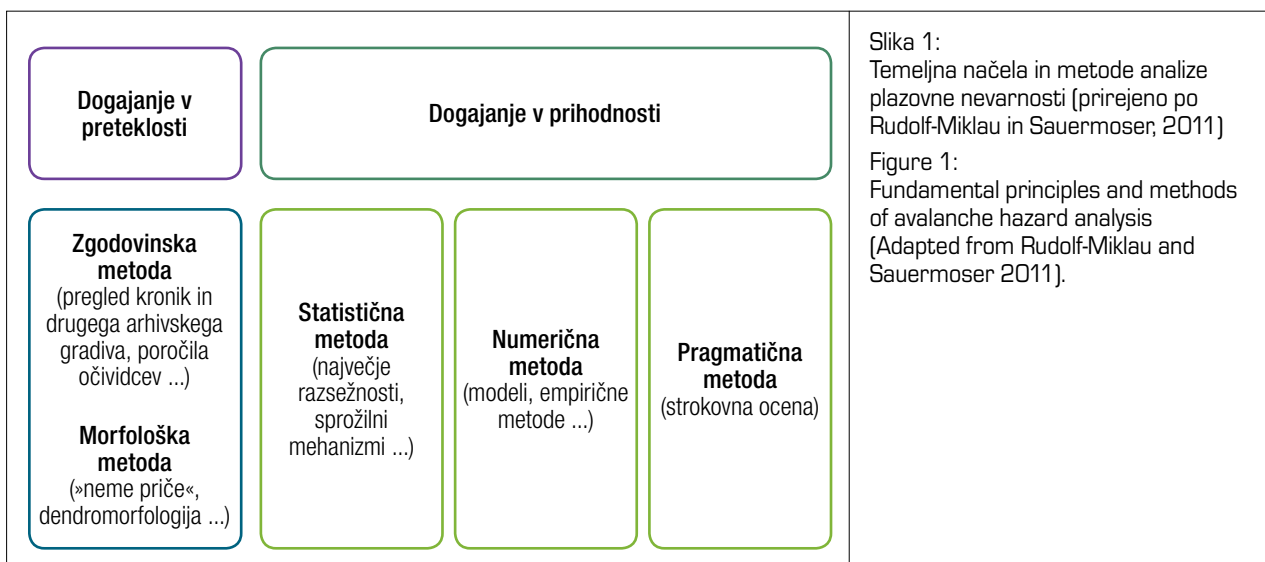 Dogajanje v
preteklosti
Dogajanje v prihodnosti
Zgodovinska
metoda
(pregled kronik in
drugega arhivskega
gradiva, poročila
očividcev ...)
Morfološka
metoda
(»neme priče«,
dendromorfologija ...)
Statistična
metoda
(največje
razsežnosti,
sprožilni
mehanizmi ...)
Numerična
metoda
(modeli, empirične
metode ...)
Pragmatična
metoda
(strokovna ocena)
Slika 1:
Temeljna načela in metode analize
plazovne nevarnosti (prirejeno po
Rudolf-Miklau in Sauermoser, 2011)
Figure 1:
Fundamental principles and methods
of avalanche hazard analysis
(Adapted from Rudolf-Miklau and
Sauermoser 2011).